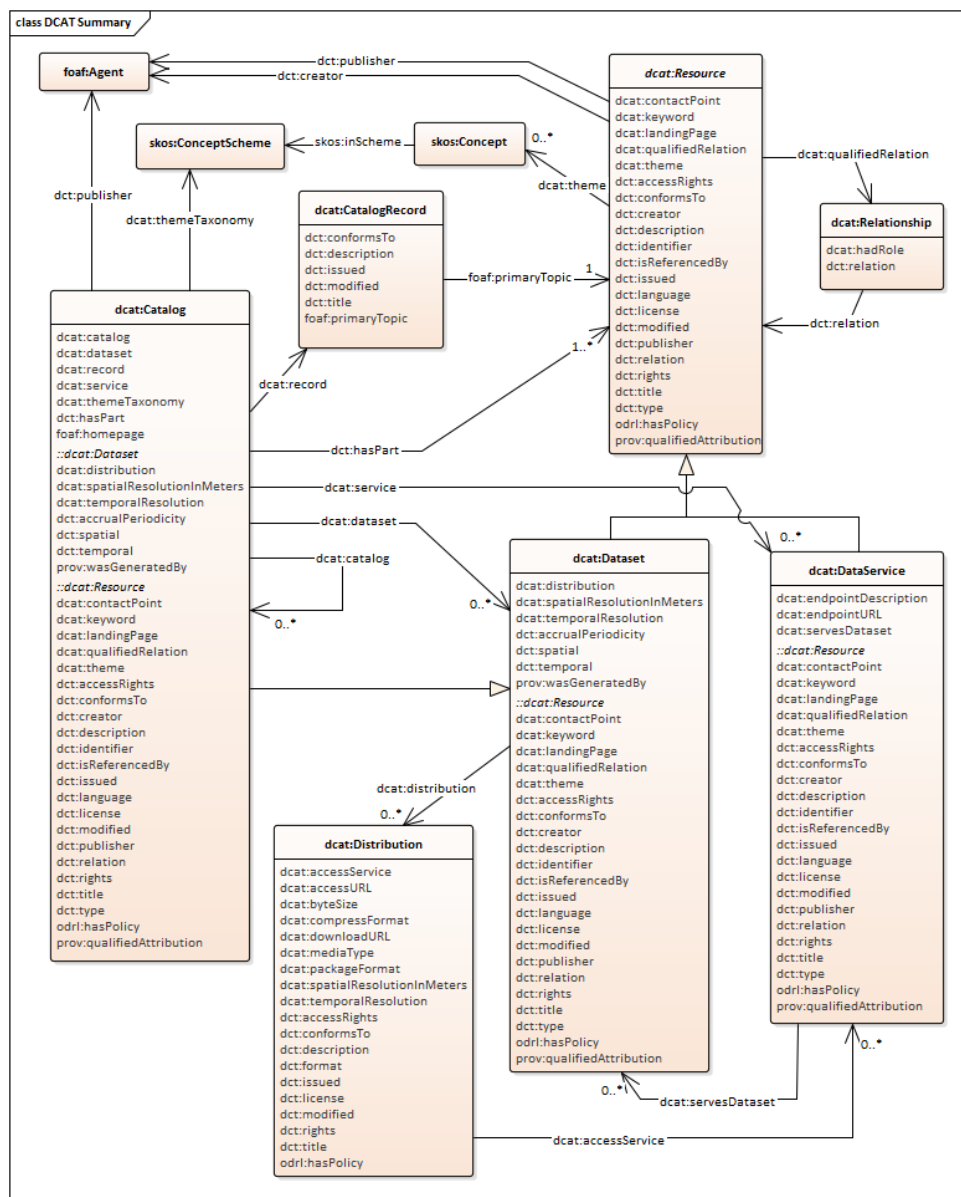 class DCAT Summary
foaf:Agent
dct:publisher
dct:creator
dcat:Resource
dcat:contactPoint
dcat:keyword
dcat:landingPage
dcat:qualifiedRelation
dcat:theme
dct:accessRights
dct:conformsTo
dct:creator
dct:description
dct:identifier
dct:isReferencedBy
dct:issued
dct:language
dct:license
dct:modified
dct:publisher
dct:relation
dct:rights
dct:title
dct:type
odrl:hasPolicy
prov:qualifiedAttribution
skos:ConceptScheme
skos:inScheme
skos:Concept
0..*
dcat:theme
dcat:qualifiedRelation
dcat:Relationship
dcat:hadRole
dct:relation
dct:relation
dct:publisher
dcat:themeTaxonomy
dcat:CatalogRecord
dct:conformsTo
dct:description
dct:issued
dct:modified
dct:title
foaf:primaryTopic
foaf:primaryTopic
1
1..*
dcat:record
dct:hasPart
dcat:service
0..*
dcat:dataset
0..*
dcat:catalog
0..*
dcat:Catalog
dcat:catalog
dcat:dataset
dcat:record
dcat:service
dcat:themeTaxonomy
dct:hasPart
foaf:homepage
::dcat:Dataset
dcat:distribution
dcat:spatialResolutionInMeters
dcat:temporalResolution
dct:accrualPeriodicity
dct:spatial
dct:temporal
prov:wasGeneratedBy
::dcat:Resource
dcat:contactPoint
dcat:keyword
dcat:landingPage
dcat:qualifiedRelation
dcat:theme
dct:accessRights
dct:conformsTo
dct:creator
dct:description
dct:identifier
dct:isReferencedBy
dct:issued
dct:language
dct:license
dct:modified
dct:publisher
dct:relation
dct:rights
dct:title
dct:type
odrl:hasPolicy
prov:qualifiedAttribution
dcat:Dataset
dcat:distribution
dcat:spatialResolutionInMeters
dcat:temporalResolution
dct:accrualPeriodicity
dct:spatial
dct:temporal
prov:wasGeneratedBy
::dcat:Resource
dcat:contactPoint
dcat:keyword
dcat:landingPage
dcat:qualifiedRelation
dcat:theme
dct:accessRights
dct:conformsTo
dct:creator
dct:description
dct:identifier
dct:isReferencedBy
dct:issued
dct:language
dct:license
dct:modified
dct:publisher
dct:relation
dct:rights
dct:title
dct:type
odrl:hasPolicy
prov:qualifiedAttribution
dcat:DataService
dcat:endpointDescription
dcat:endpointURL
dcat:servesDataset
::dcat:Resource
dcat:contactPoint
dcat:keyword
dcat:landingPage
dcat:qualifiedRelation
dcat:theme
dct:accessRights
dct:conformsTo
dct:creator
dct:description
dct:identifier
dct:isReferencedBy
dct:issued
dct:language
dct:license
dct:modified
dct:publisher
dct:relation
dct:rights
dct:title
dct:type
odrl:hasPolicy
prov:qualifiedAttribution
dcat:distribution
0..*
dcat:Distribution
dcat:accessService
dcat:accessURL
dcat:byteSize
dcat:compressFormat
dcat:downloadURL
dcat:mediaType
dcat:packageFormat
dcat:spatialResolutionInMeters
dcat:temporalResolution
dct:accessRights
dct:conformsTo
dct:description
dct:format
dct:issued
dct:license
dct:modified
dct:rights
dct:title
odrl:hasPolicy
0..*
dcat:servesDataset
0..*
dcat:accessService